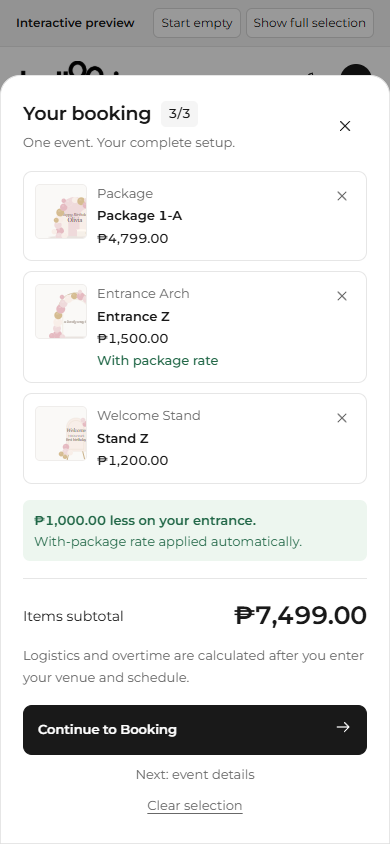 Interactive preview
Start empty
Show full selection
Your booking 3/3
One event. Your complete setup.
Package
Package 1-A
₱4,799.00
Entrance Arch
Entrance Z
₱1,500.00
With package rate
Welcome Stand
Stand Z
₱1,200.00
₱1,000.00 less on your entrance.
With-package rate applied automatically.
Items subtotal ₱7,499.00
Logistics and overtime are calculated after you enter
your venue and schedule.
Continue to Booking →
Next: event details
Clear selection